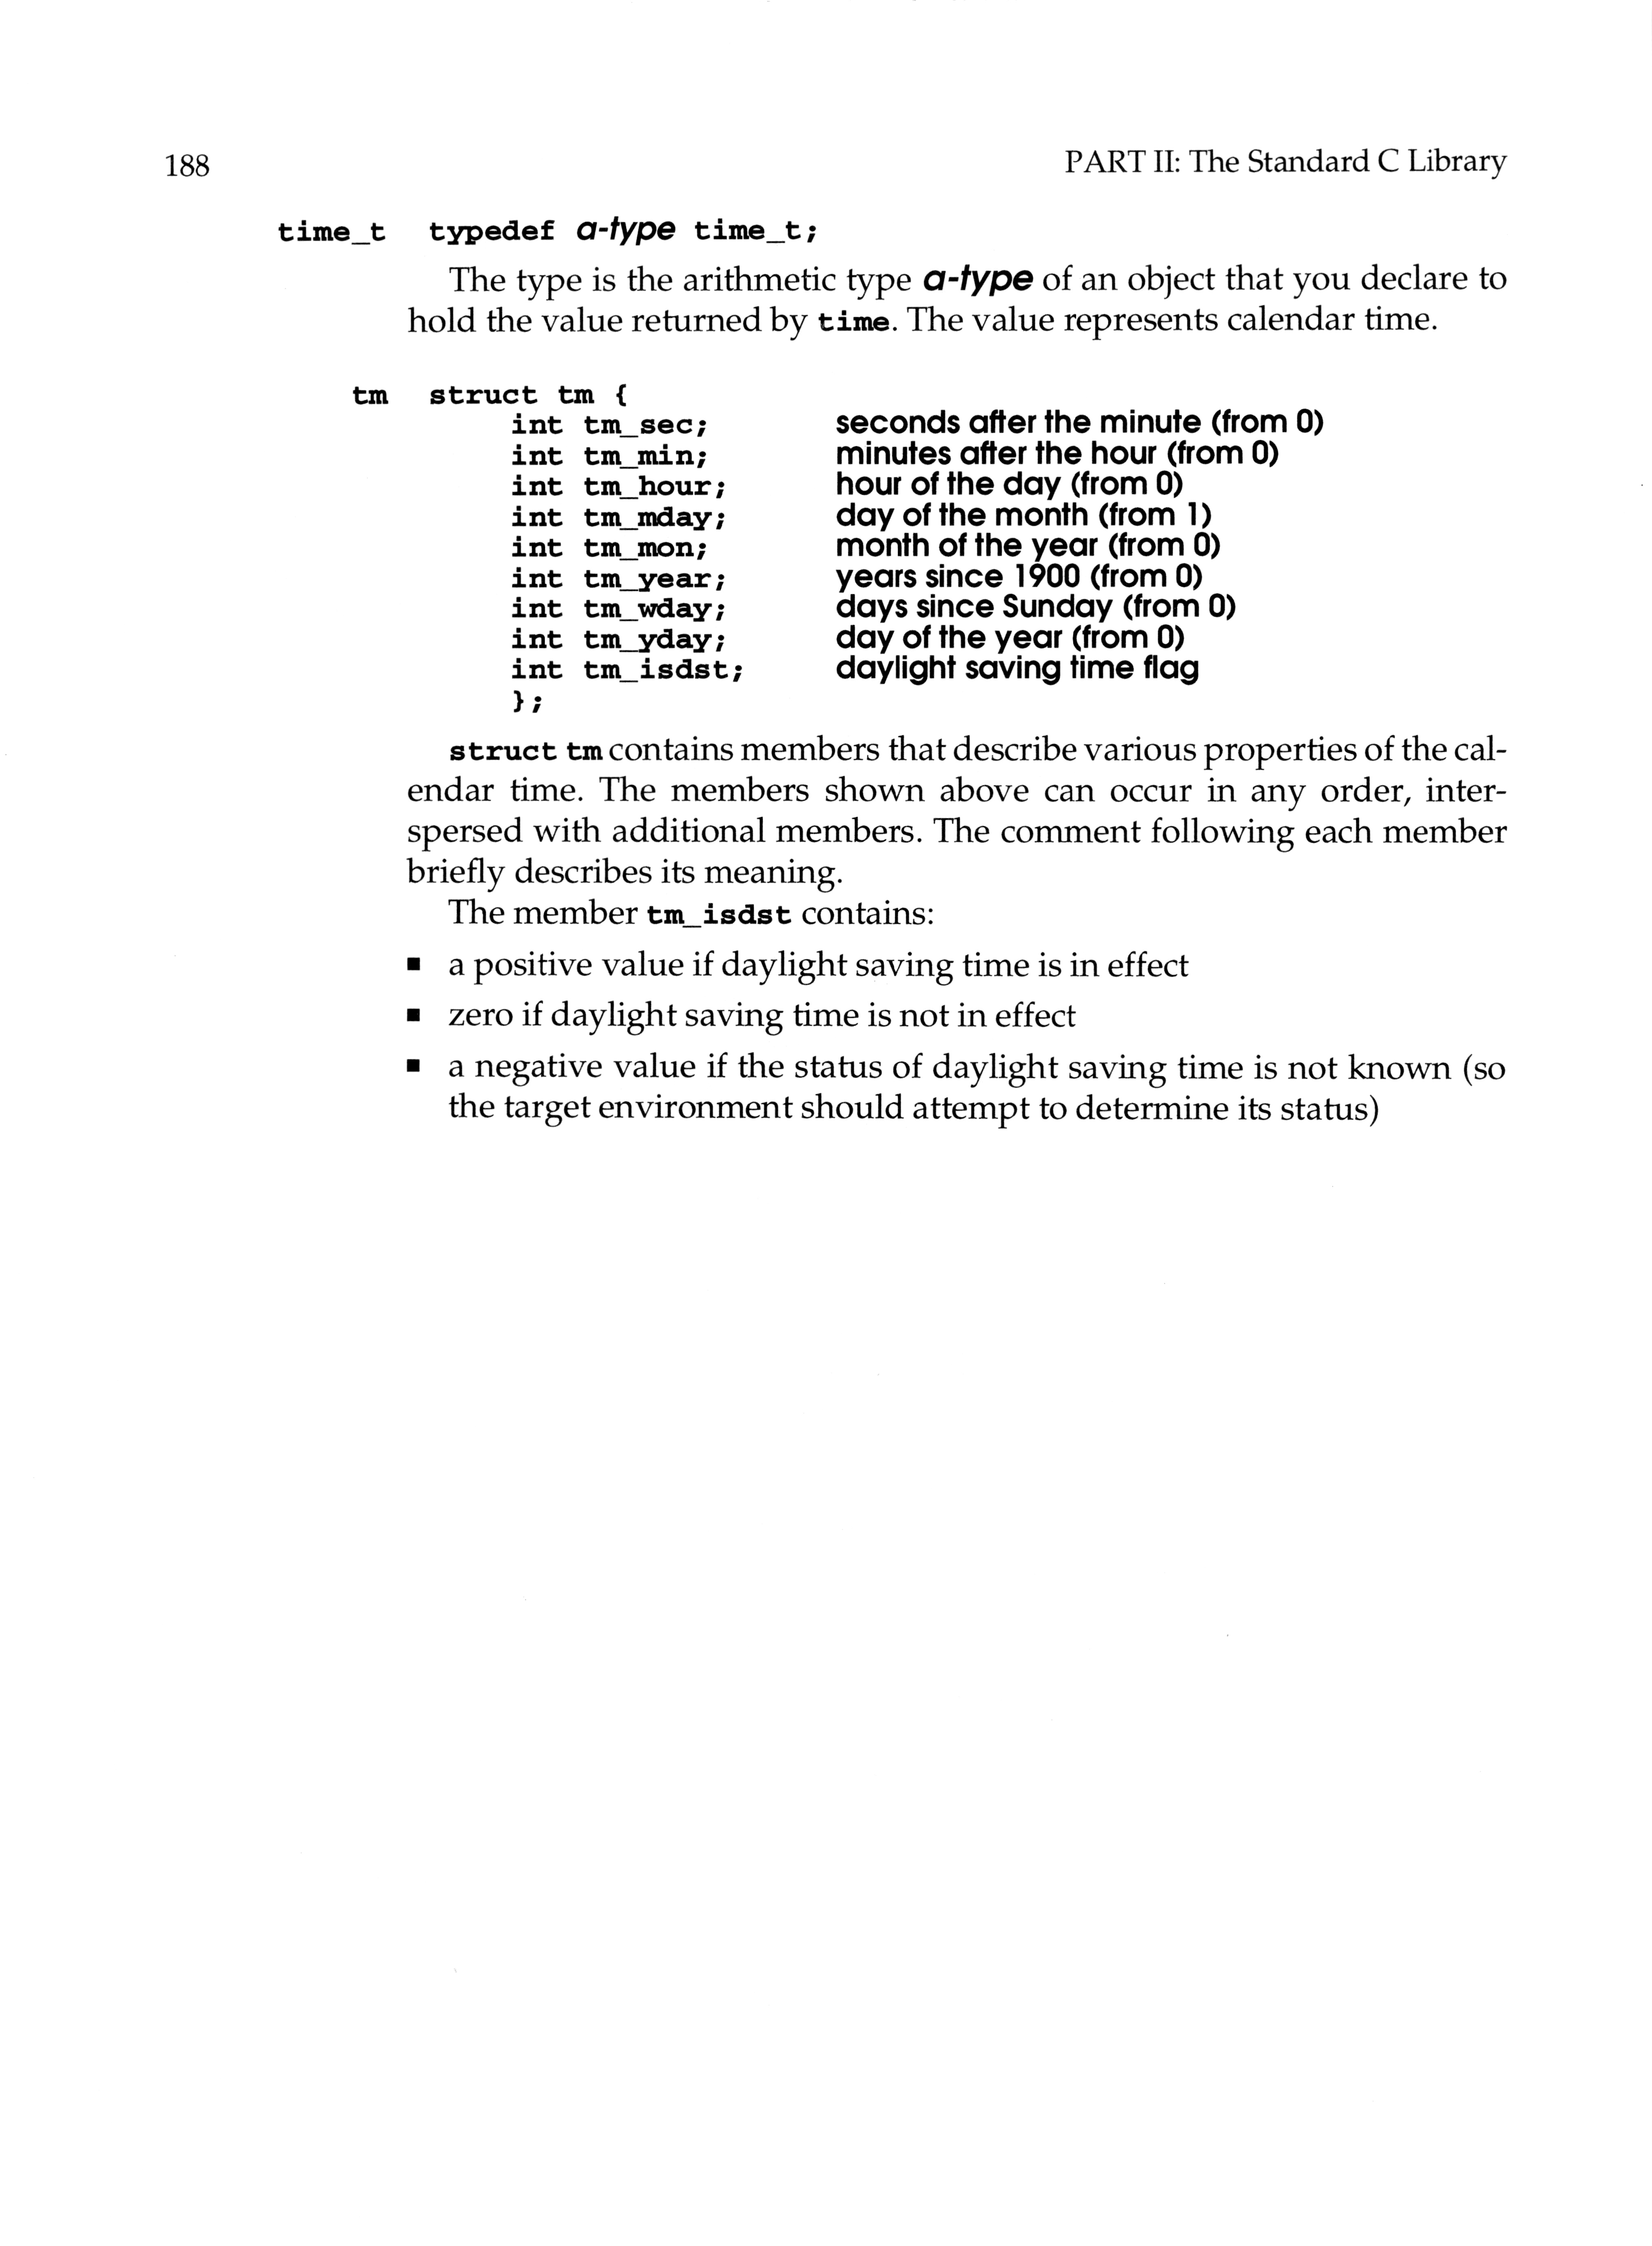 188
PART II: The Standard C Library
time_t typedef a-type time_t;
The type is the arithmetic type a-type of an object that you declare to
hold the value returned by time. The value represents calendar time.
tm struct tm {
int tm_sec; seconds after the minute (from 0)
int tm_min; minutes after the hour (from 0)
int tm_hour; hour of the day (from 0)
int tm_mday; day of the month (from 1)
int tm_mon; month of the year (from 0)
int tm_year; years since 1900 (from 0)
int tm_wday; days since Sunday (from 0)
int tm_yday; day of the year (from 0)
int tm_isdst; daylight saving time flag
};
struct tm contains members that describe various properties of the cal-
endar time. The members shown above can occur in any order, inter-
spersed with additional members. The comment following each member
briefly describes its meaning.
The member tm_isdst contains:
■ a positive value if daylight saving time is in effect
■ zero if daylight saving time is not in effect
■ a negative value if the status of daylight saving time is not known (so
the target environment should attempt to determine its status)